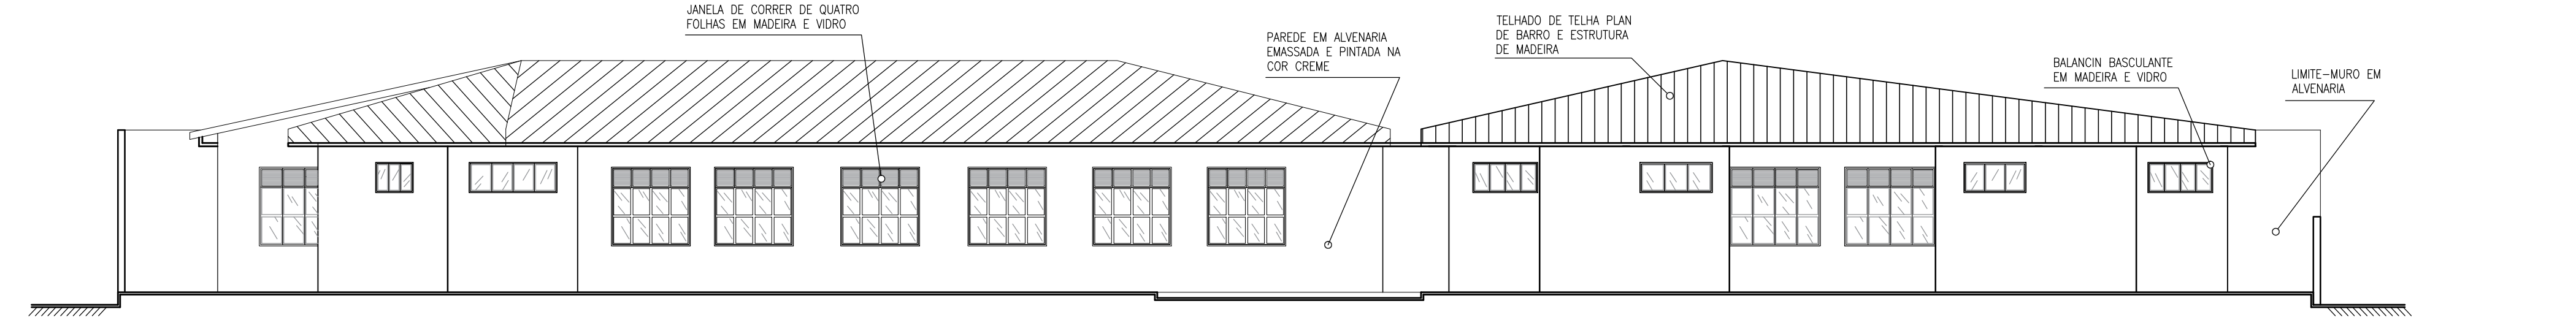 JANELA DE CORRER DE QUATRO
FOLHAS EM MADEIRA E VIDRO
PAREDE EM ALVENARIA
EMASSADA E PINTADA NA
COR CREME
TELHADO DE TELHA PLAN
DE BARRO E ESTRUTURA
DE MADEIRA
BALANCIN BASCULANTE
EM MADEIRA E VIDRO
LIMITE-MURO EM
ALVENARIA